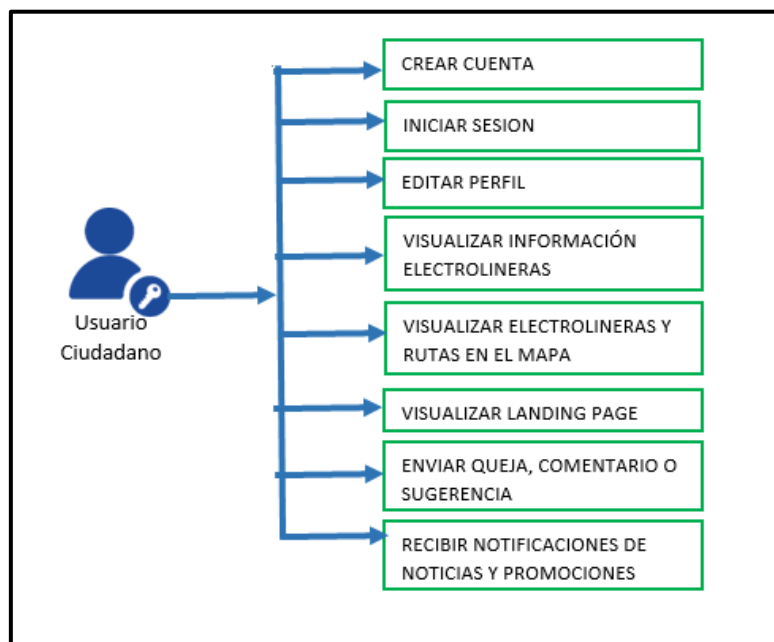 CREAR CUENTA
INICIAR SESION
EDITAR PERFIL
VISUALIZAR INFORMACIÓN
ELECTROLINERAS
Usuario
Ciudadano
VISUALIZAR ELECTROLINERAS Y
RUTAS EN EL MAPA
VISUALIZAR LANDING PAGE
ENVIAR QUEJA, COMENTARIO O
SUGERENCIA
RECIBIR NOTIFICACIONES DE
NOTICIAS Y PROMOCIONES